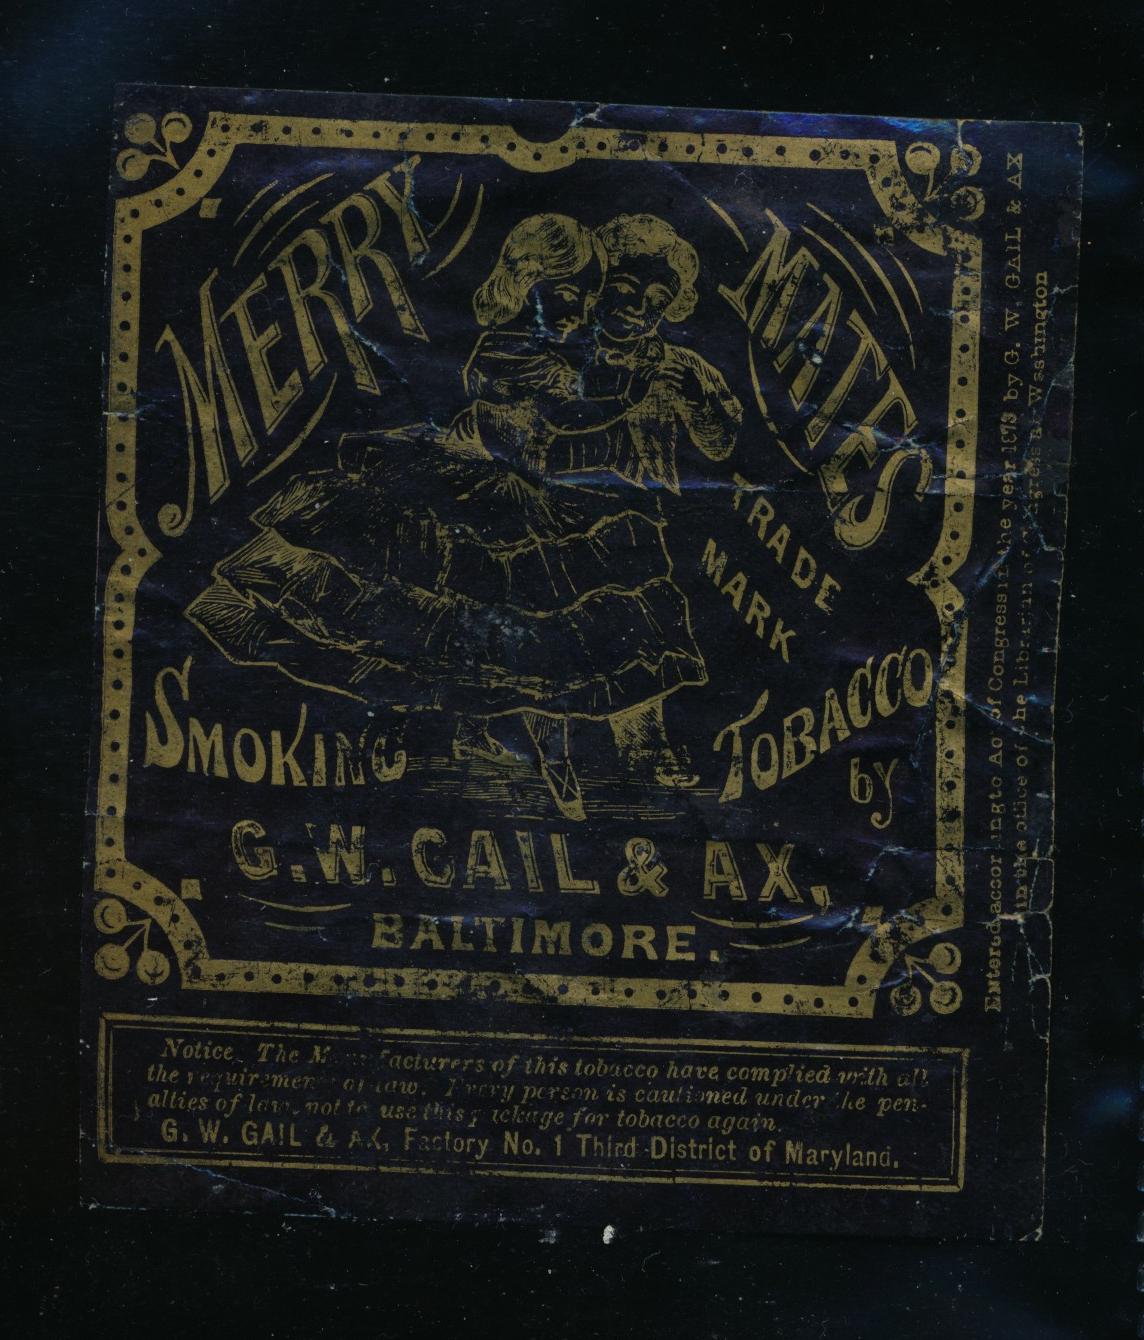 MERRY MATES
TRADE
MARK
SMOKING TOBACCO
by
G. W. GAIL & AX,
BALTIMORE.
Notice. The Manufacturers of this tobacco have complied with all
the requirements of law. Every person is cautioned under the pen-
alties of law, not to use this package for tobacco again.
G. W. GAIL & AX, Factory No. 1 Third District of Maryland.
Entered according to Act of Congress in the year 1873 by G. W. GAIL & AX
in the office of the Librarian of Congress at Washington